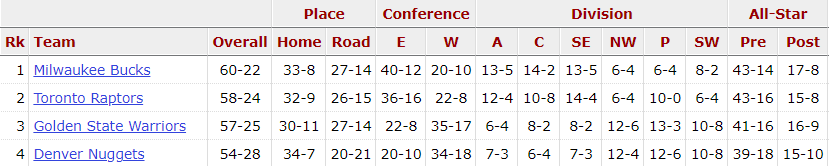 Place Conference Division All-Star
Rk Team Overall Home Road E W A C SE NW P SW Pre Post
1 Milwaukee Bucks 60-22 33-8 27-14 40-12 20-10 13-5 14-2 13-5 6-4 6-4 8-2 43-14 17-8
2 Toronto Raptors 58-24 32-9 26-15 36-16 22-8 12-4 10-8 14-4 6-4 10-0 6-4 43-16 15-8
3 Golden State Warriors 57-25 30-11 27-14 22-8 35-17 6-4 8-2 8-2 12-6 13-3 10-8 41-16 16-9
4 Denver Nuggets 54-28 34-7 20-21 20-10 34-18 7-3 6-4 7-3 12-4 12-6 10-8 39-18 15-10